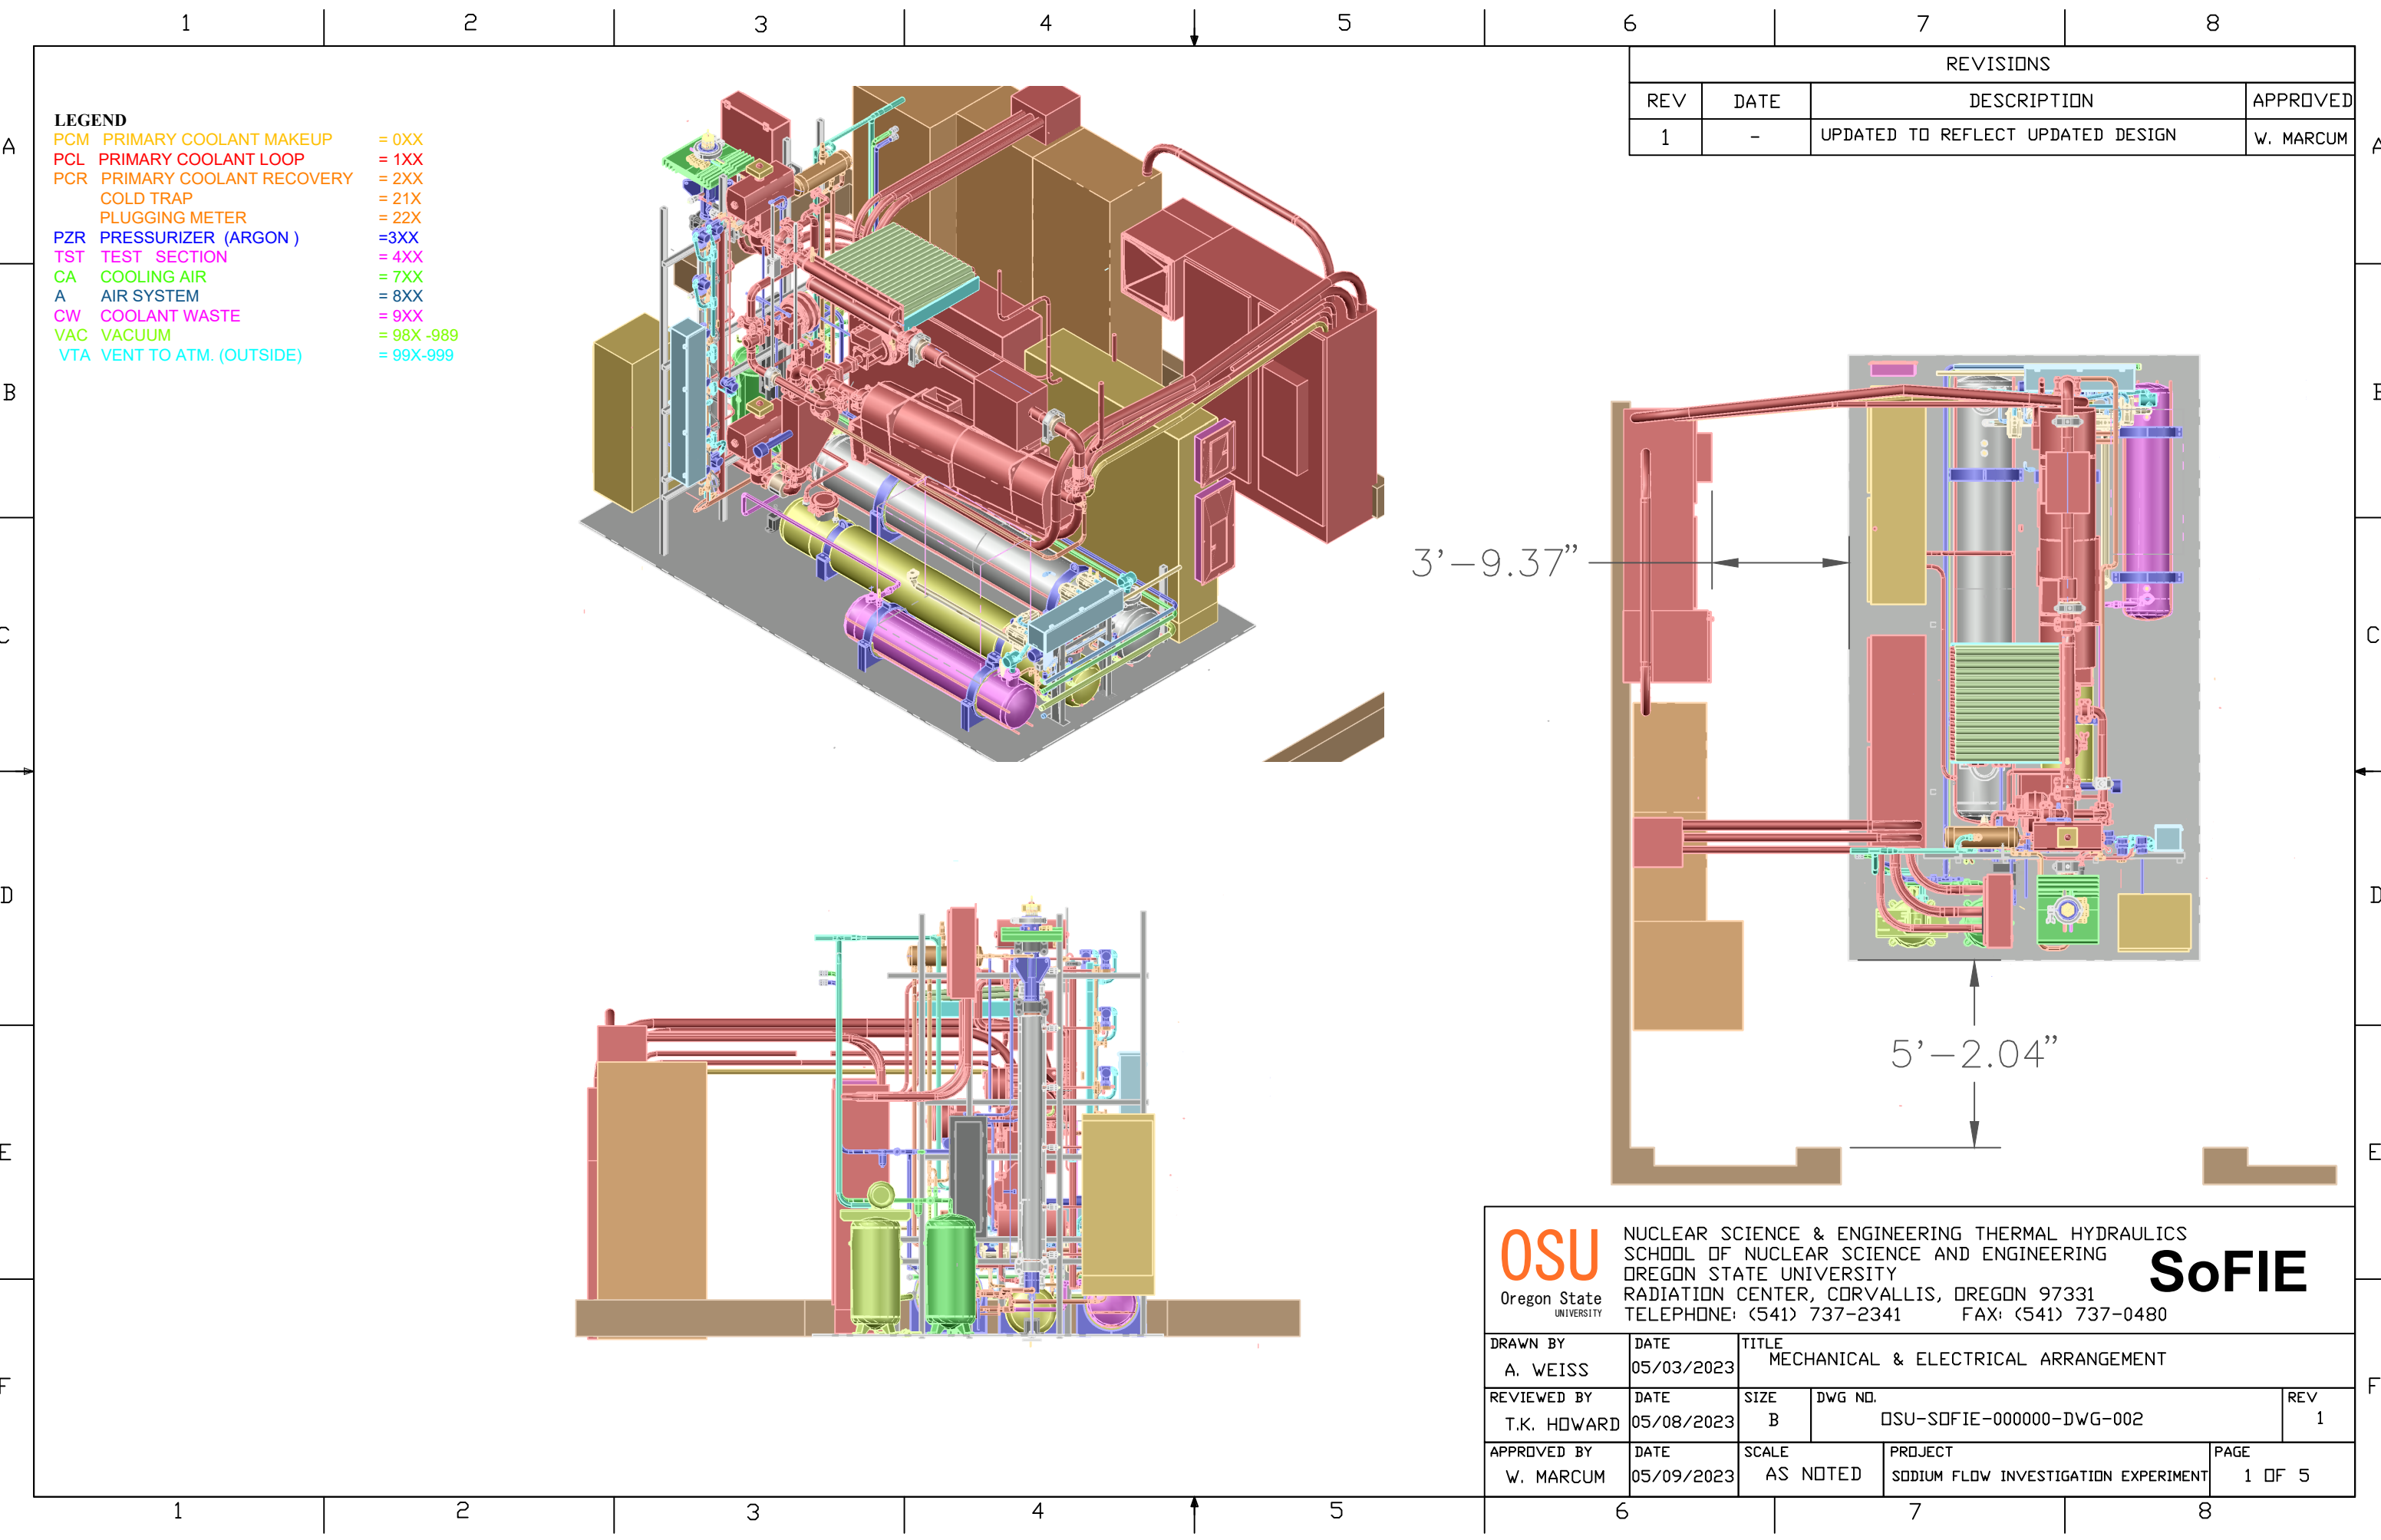 1 2 3 4 5 6 7 8
REVISIONS
REV DATE DESCRIPTION APPROVED
1 - UPDATED TO REFLECT UPDATED DESIGN W. MARCUM
LEGEND
PCM PRIMARY COOLANT MAKEUP = 0XX
PCL PRIMARY COOLANT LOOP = 1XX
PCR PRIMARY COOLANT RECOVERY = 2XX
COLD TRAP = 21X
PLUGGING METER = 22X
PZR PRESSURIZER (ARGON ) =3XX
TST TEST SECTION = 4XX
CA COOLING AIR = 7XX
A AIR SYSTEM = 8XX
CW COOLANT WASTE = 9XX
VAC VACUUM = 98X -989
VTA VENT TO ATM. (OUTSIDE) = 99X-999
A A
B B
C C
D D
E E
F F
3'-9.37"
5'-2.04"
OSU
Oregon State
UNIVERSITY
NUCLEAR SCIENCE & ENGINEERING THERMAL HYDRAULICS
SCHOOL OF NUCLEAR SCIENCE AND ENGINEERING
OREGON STATE UNIVERSITY
RADIATION CENTER, CORVALLIS, OREGON 97331
TELEPHONE: (541) 737-2341 FAX: (541) 737-0480
SoFIE
DRAWN BY DATE TITLE
A. WEISS 05/03/2023 MECHANICAL & ELECTRICAL ARRANGEMENT
REVIEWED BY DATE SIZE DWG NO. REV
T.K. HOWARD 05/08/2023 B OSU-SOFIE-000000-DWG-002 1
APPROVED BY DATE SCALE PROJECT PAGE
W. MARCUM 05/09/2023 AS NOTED SODIUM FLOW INVESTIGATION EXPERIMENT 1 OF 5
1 2 3 4 5 6 7 8